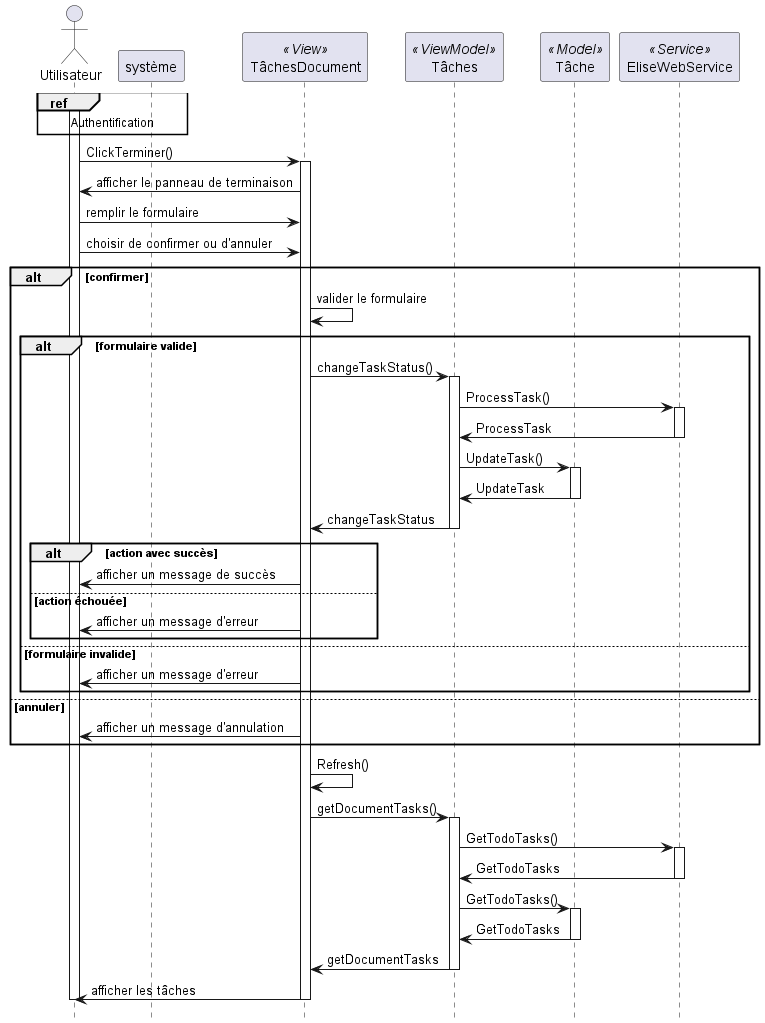 Utilisateur
système
« View»
TâchesDocument
« ViewModel»
Tâches
« Model»
Tâche
« Service»
EliseWebService
ref
Authentification
ClickTerminer()
afficher le panneau de terminaison
remplir le formulaire
choisir de confirmer ou d'annuler
alt [confirmer]
valider le formulaire
alt [formulaire valide]
changeTaskStatus()
ProcessTask()
ProcessTask
UpdateTask()
UpdateTask
changeTaskStatus
alt [action avec succès]
afficher un message de succès
[action échouée]
afficher un message d'erreur
[formulaire invalide]
afficher un message d'erreur
[annuler]
afficher un message d'annulation
Refresh()
getDocumentTasks()
GetTodoTasks()
GetTodoTasks
GetTodoTasks()
GetTodoTasks
getDocumentTasks
afficher les tâches